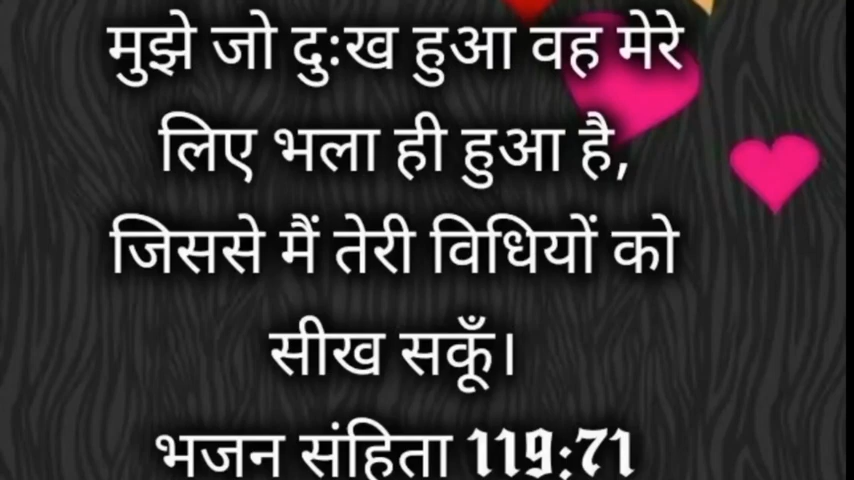 मुझे जो दुःख हुआ वह मेरे
लिए भला ही हुआ है,
जिससे मैं तेरी विधियों को
सीख सकूँ।
भजन संहिता 119:71